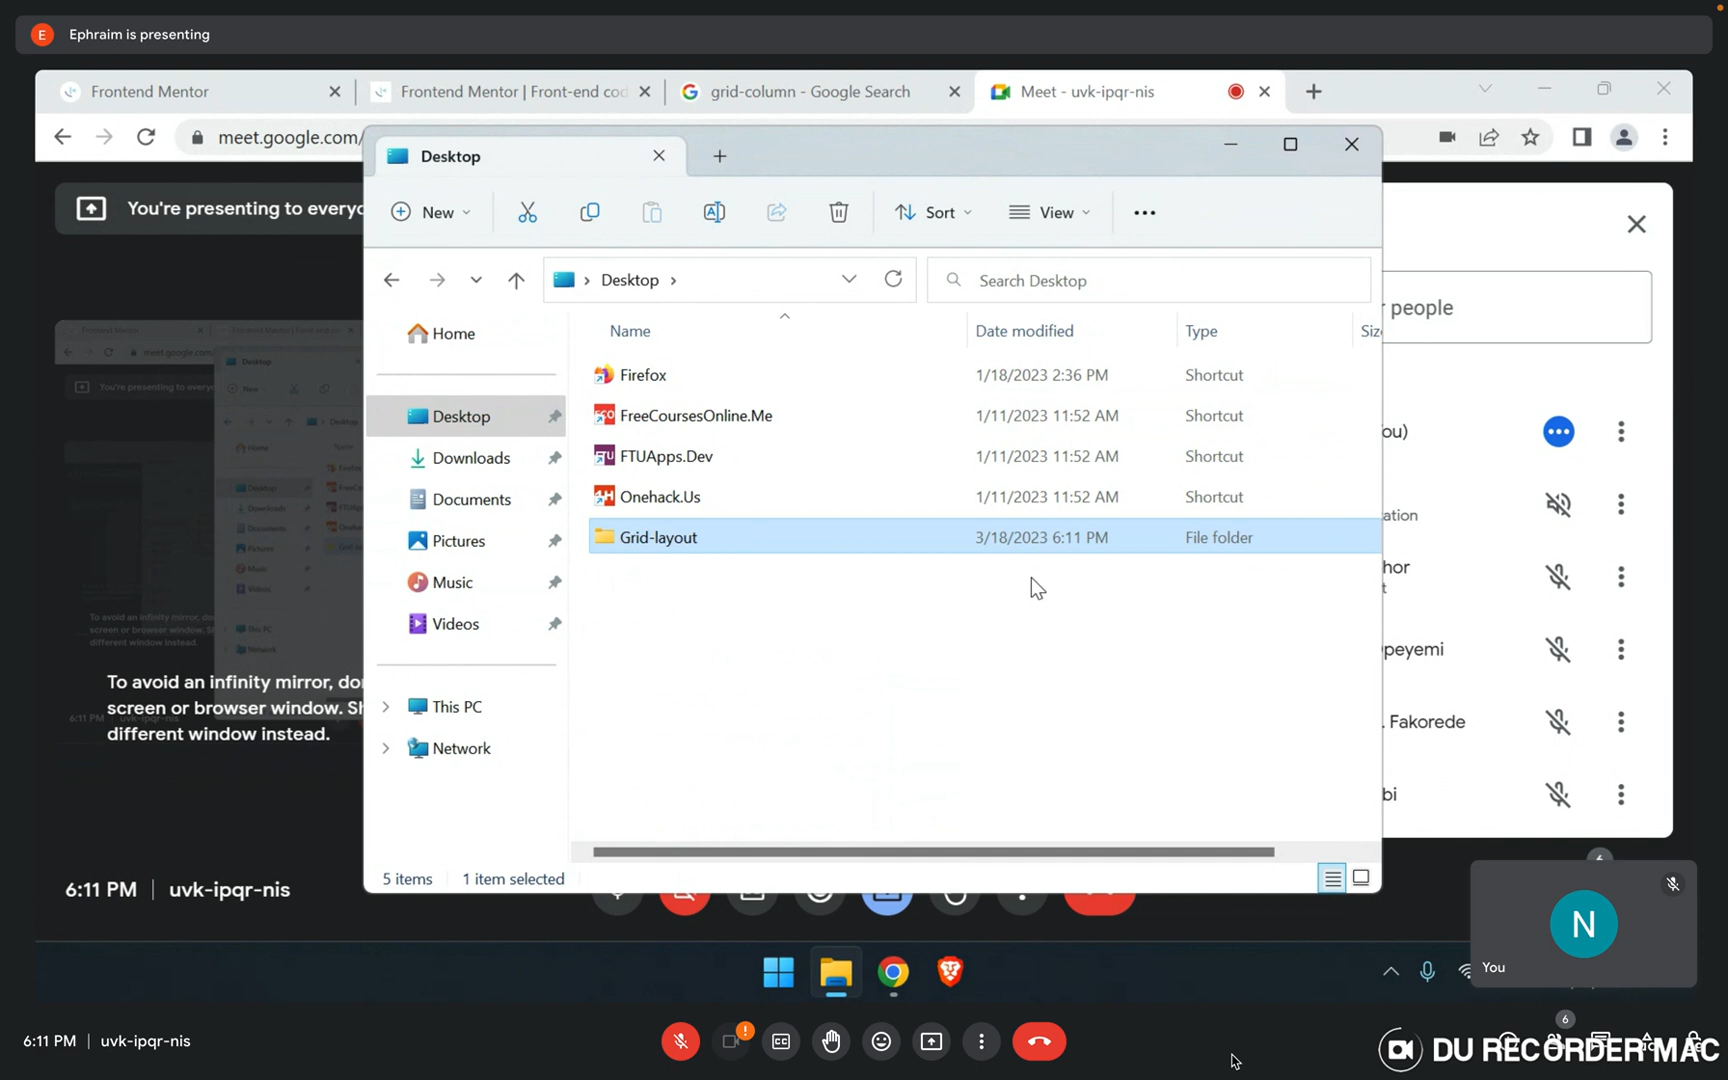 E Ephraim is presenting
Frontend Mentor
Frontend Mentor | Front-end cod
grid-column - Google Search
Meet - uvk-ipqr-nis
meet.google.com/
You're presenting to everyo
Desktop
New
Sort
View
Desktop
Search Desktop
Home
Desktop
Downloads
Documents
Pictures
Music
Videos
This PC
Network
Name Date modified Type Siz
Firefox 1/18/2023 2:36 PM Shortcut
FreeCoursesOnline.Me 1/11/2023 11:52 AM Shortcut
FTUApps.Dev 1/11/2023 11:52 AM Shortcut
Onehack.Us 1/11/2023 11:52 AM Shortcut
Grid-layout 3/18/2023 6:11 PM File folder
5 items 1 item selected
r people
ou)
ation
hor
t
peyemi
. Fakorede
bi
To avoid an infinity mirror, do
screen or browser window. Sh
different window instead.
6:11 PM | uvk-ipqr-nis
N
You
6:11 PM | uvk-ipqr-nis
CC
6
DU RECORDER MAC